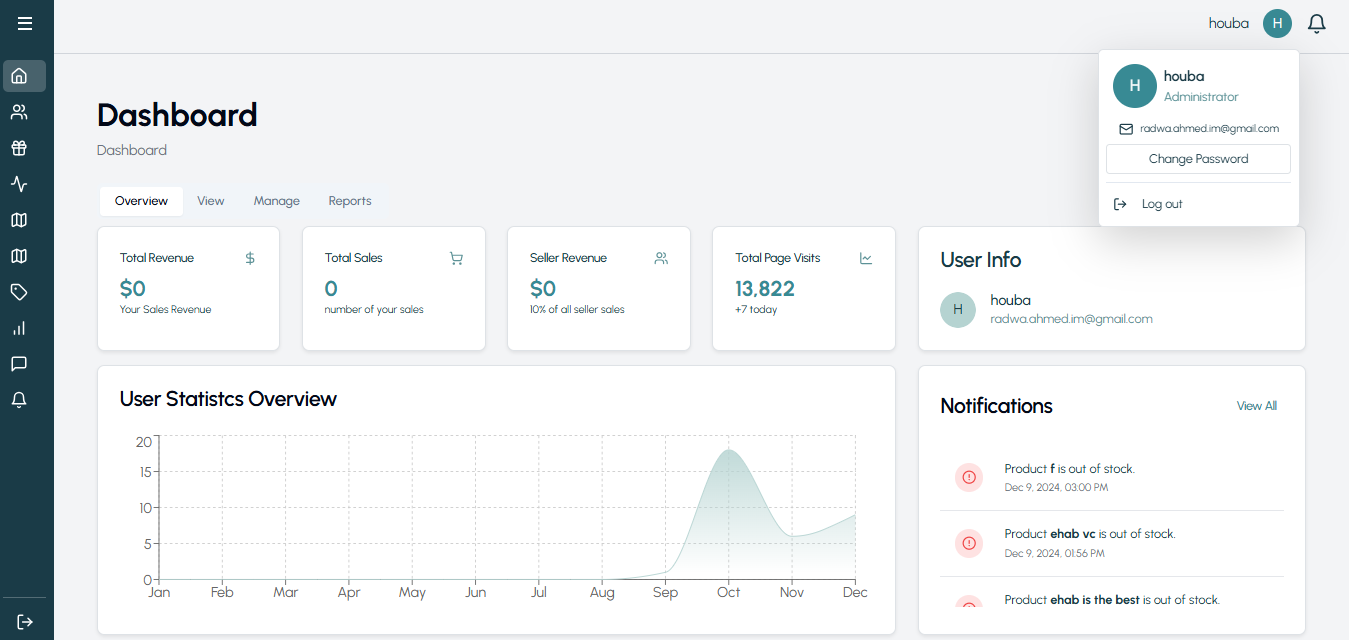 houba H
H houba
Administrator
radwa.ahmed.im@gmail.com
Change Password
Log out
Dashboard
Dashboard
Overview View Manage Reports
Total Revenue
$0
Your Sales Revenue
Total Sales
0
number of your sales
Seller Revenue
$0
10% of all seller sales
Total Page Visits
13,822
+7 today
User Info
H houba
radwa.ahmed.im@gmail.com
User Statistcs Overview
20
15
10
5
0
Jan Feb Mar Apr May Jun Jul Aug Sep Oct Nov Dec
Notifications View All
Product f is out of stock.
Dec 9, 2024, 03:00 PM
Product ehab vc is out of stock.
Dec 9, 2024, 01:56 PM
Product ehab is the best is out of stock.